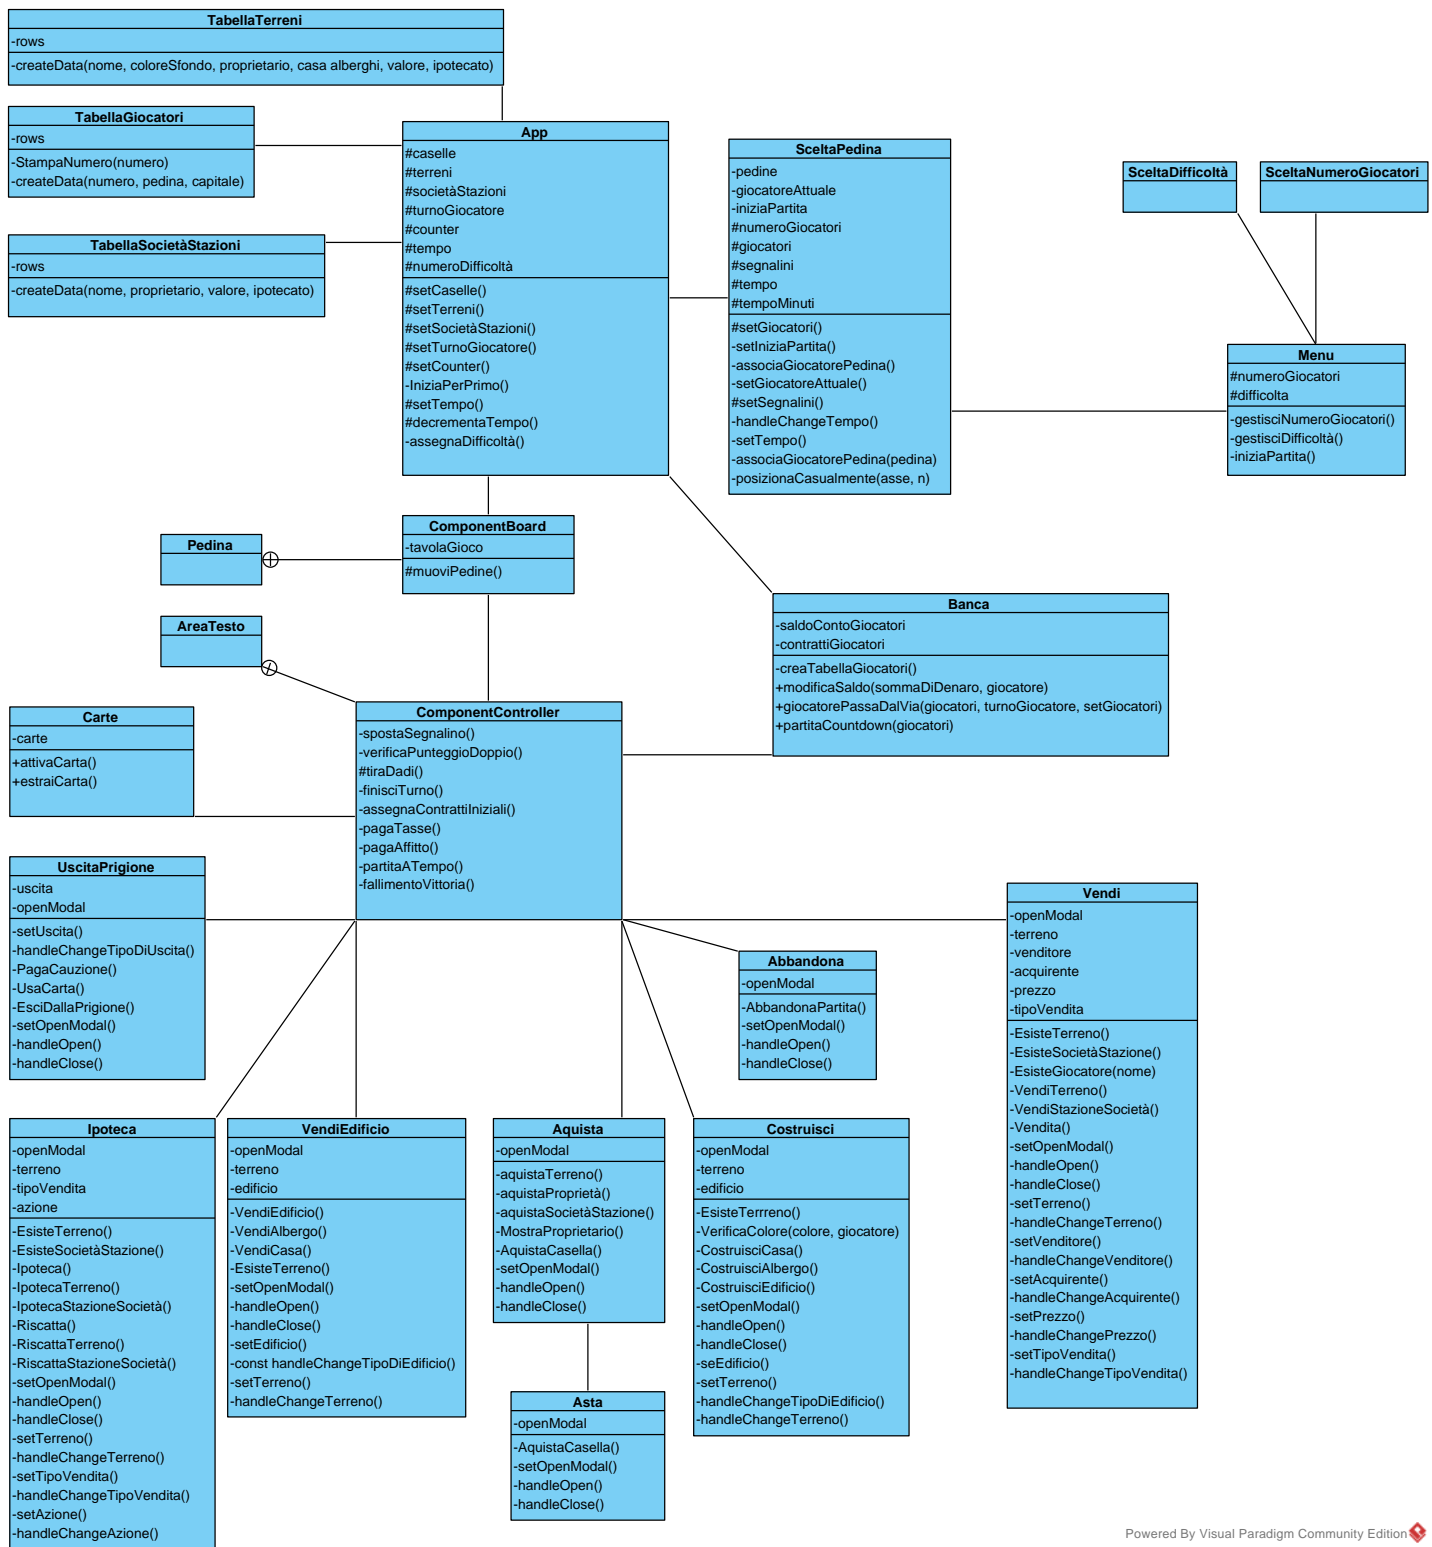 TabellaTerreni
-rows
-createData(nome, coloreSfondo, proprietario, casa alberghi, valore, ipotecato)
TabellaGiocatori
-rows
-StampaNumero(numero)
-createData(numero, pedina, capitale)
TabellaSocietàStazioni
-rows
-createData(nome, proprietario, valore, ipotecato)
App
#caselle
#terreni
#societàStazioni
#turnoGiocatore
#counter
#tempo
#numeroDifficoltà
#setCaselle()
#setTerreni()
#setSocietàStazioni()
#setTurnoGiocatore()
#setCounter()
-IniziaPerPrimo()
#setTempo()
#decrementaTempo()
-assegnaDifficoltà()
SceltaPedina
-pedine
-giocatoreAttuale
-iniziaPartita
#numeroGiocatori
#giocatori
#segnalini
#tempo
#tempoMinuti
#setGiocatori()
-setIniziaPartita()
-associaGiocatorePedina()
-setGiocatoreAttuale()
#setSegnalini()
-handleChangeTempo()
-setTempo()
-associaGiocatorePedina(pedina)
-posizionaCasualmente(asse, n)
SceltaDifficoltà
SceltaNumeroGiocatori
Menu
#numeroGiocatori
#difficolta
-gestisciNumeroGiocatori()
-gestisciDifficoltà()
-iniziaPartita()
ComponentBoard
-tavolaGioco
#muoviPedine()
Pedina
AreaTesto
Banca
-saldoContoGiocatori
-contrattiGiocatori
-creaTabellaGiocatori()
+modificaSaldo(sommaDiDenaro, giocatore)
+giocatorePassaDalVia(giocatori, turnoGiocatore, setGiocatori)
+partitaCountdown(giocatori)
ComponentController
-spostaSegnalino()
-verificaPunteggioDoppio()
#tiraDadi()
-finisciTurno()
-assegnaContrattiIniziali()
-pagaTasse()
-pagaAffitto()
-partitaATempo()
-fallimentoVittoria()
Carte
-carte
+attivaCarta()
+estraiCarta()
UscitaPrigione
-uscita
-openModal
-setUscita()
-handleChangeTipoDiUscita()
-PagaCauzione()
-UsaCarta()
-EsciDallaPrigione()
-setOpenModal()
-handleOpen()
-handleClose()
Abbandona
-openModal
-AbbandonaPartita()
-setOpenModal()
-handleOpen()
-handleClose()
Vendi
-openModal
-terreno
-venditore
-acquirente
-prezzo
-tipoVendita
-EsisteTerreno()
-EsisteSocietàStazione()
-EsisteGiocatore(nome)
-VendiTerreno()
-VendiStazioneSocietà()
-Vendita()
-setOpenModal()
-handleOpen()
-handleClose()
-setTerreno()
-handleChangeTerreno()
-setVenditore()
-handleChangeVenditore()
-setAcquirente()
-handleChangeAcquirente()
-setPrezzo()
-handleChangePrezzo()
-setTipoVendita()
-handleChangeTipoVendita()
Ipoteca
-openModal
-terreno
-tipoVendita
-azione
-EsisteTerreno()
-EsisteSocietàStazione()
-Ipoteca()
-IpotecaTerreno()
-IpotecaStazioneSocietà()
-Riscatta()
-RiscattaTerreno()
-RiscattaStazioneSocietà()
-setOpenModal()
-handleOpen()
-handleClose()
-setTerreno()
-handleChangeTerreno()
-setTipoVendita()
-handleChangeTipoVendita()
-setAzione()
-handleChangeAzione()
VendiEdificio
-openModal
-terreno
-edificio
-VendiEdificio()
-VendiAlbergo()
-VendiCasa()
-EsisteTerreno()
-setOpenModal()
-handleOpen()
-handleClose()
-setEdificio()
-const handleChangeTipoDiEdificio()
-setTerreno()
-handleChangeTerreno()
Aquista
-openModal
-aquistaTerreno()
-aquistaProprietà()
-aquistaSocietàStazione()
-MostraProprietario()
-AquistaCasella()
-setOpenModal()
-handleOpen()
-handleClose()
Costruisci
-openModal
-terreno
-edificio
-EsisteTerrreno()
-VerificaColore(colore, giocatore)
-CostruisciCasa()
-CostruisciAlbergo()
-CostruisciEdificio()
-setOpenModal()
-handleOpen()
-handleClose()
-seEdificio()
-setTerreno()
-handleChangeTipoDiEdificio()
-handleChangeTerreno()
Asta
-openModal
-AquistaCasella()
-setOpenModal()
-handleOpen()
-handleClose()
Powered By Visual Paradigm Community Edition